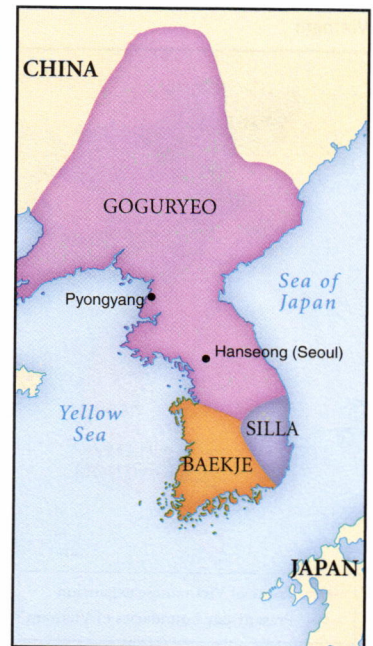 CHINA
GOGURYEO
Sea of
Japan
Pyongyang
Hanseong (Seoul)
Yellow
Sea
SILLA
BAEKJE
JAPAN